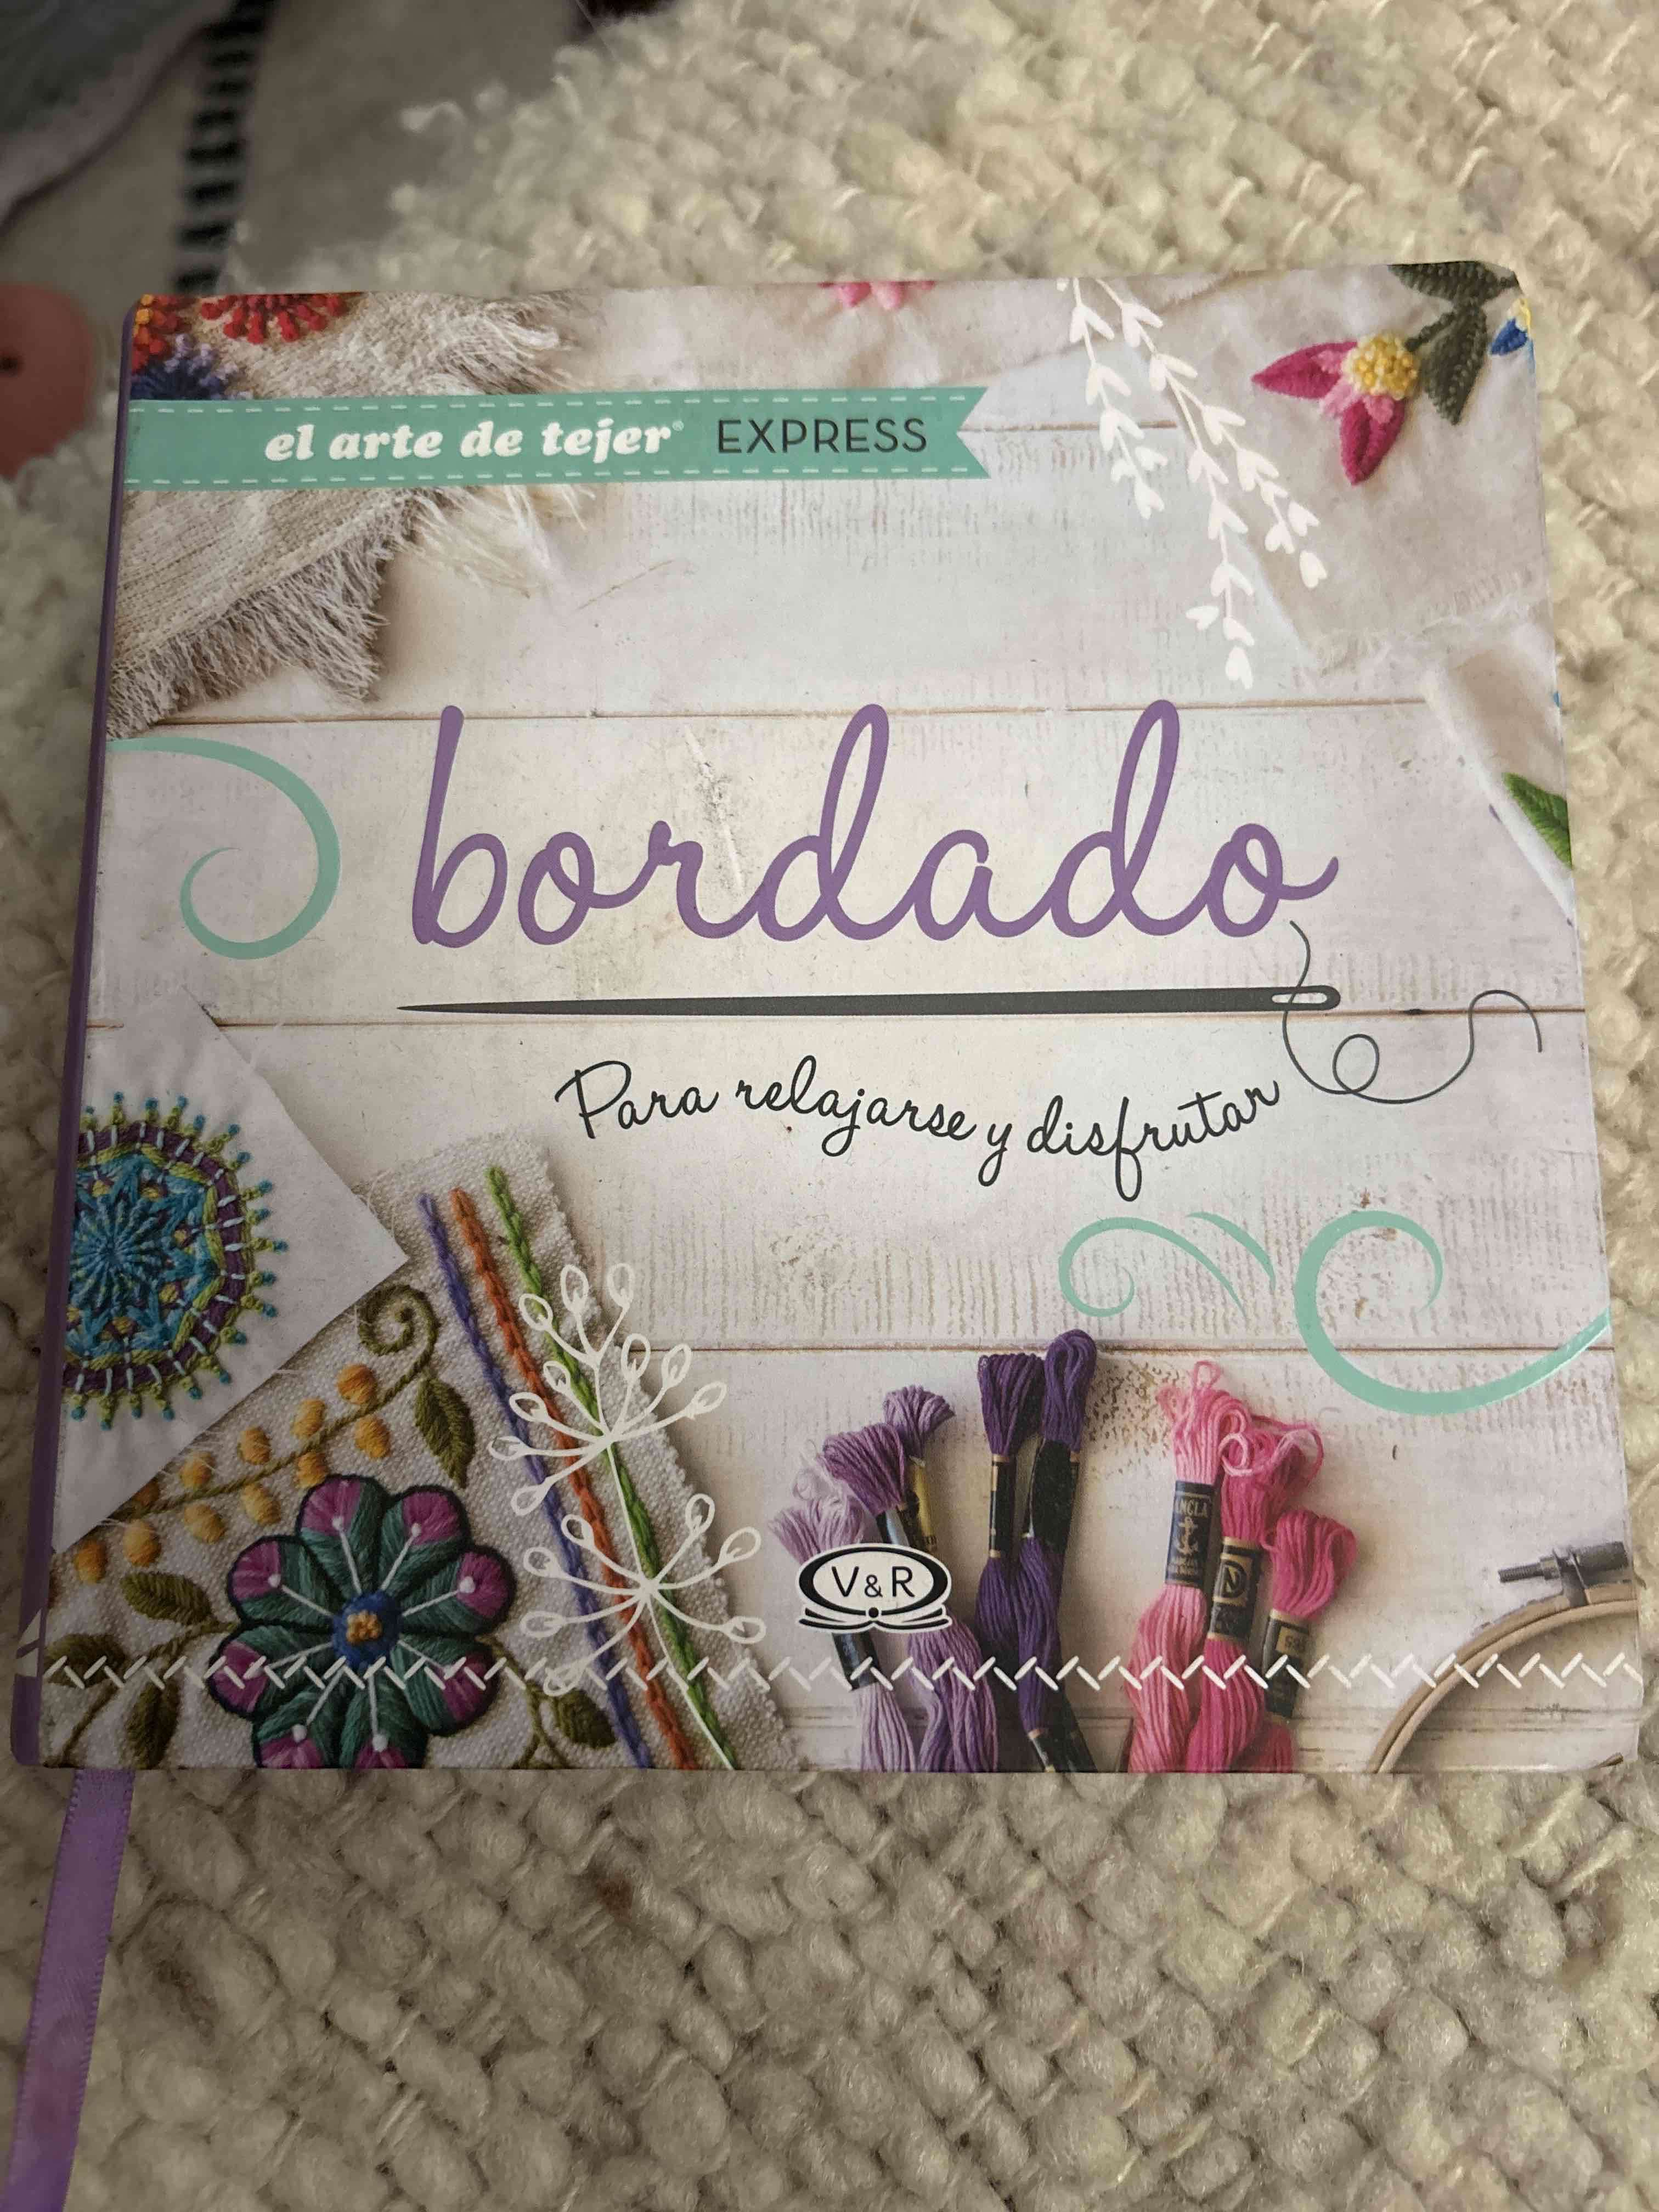 el arte de tejer® EXPRESS
bordado
Para relajarse y disfrutar
V&R